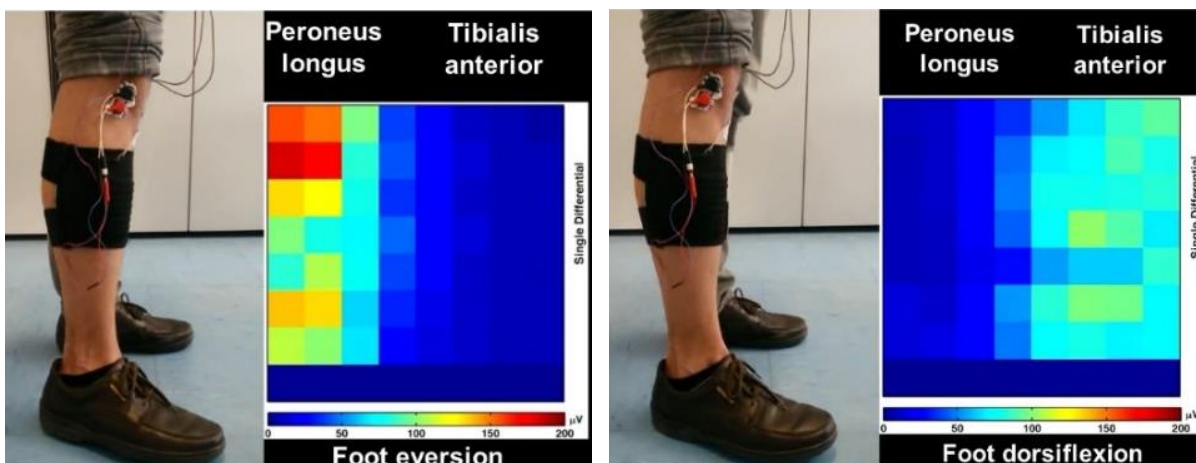 Peroneus longus
Tibialis anterior
Single Differential
0 50 100 150 200
μV
Foot eversion
Peroneus longus
Tibialis anterior
Single Differential
0 50 100 150 200
μV
Foot dorsiflexion